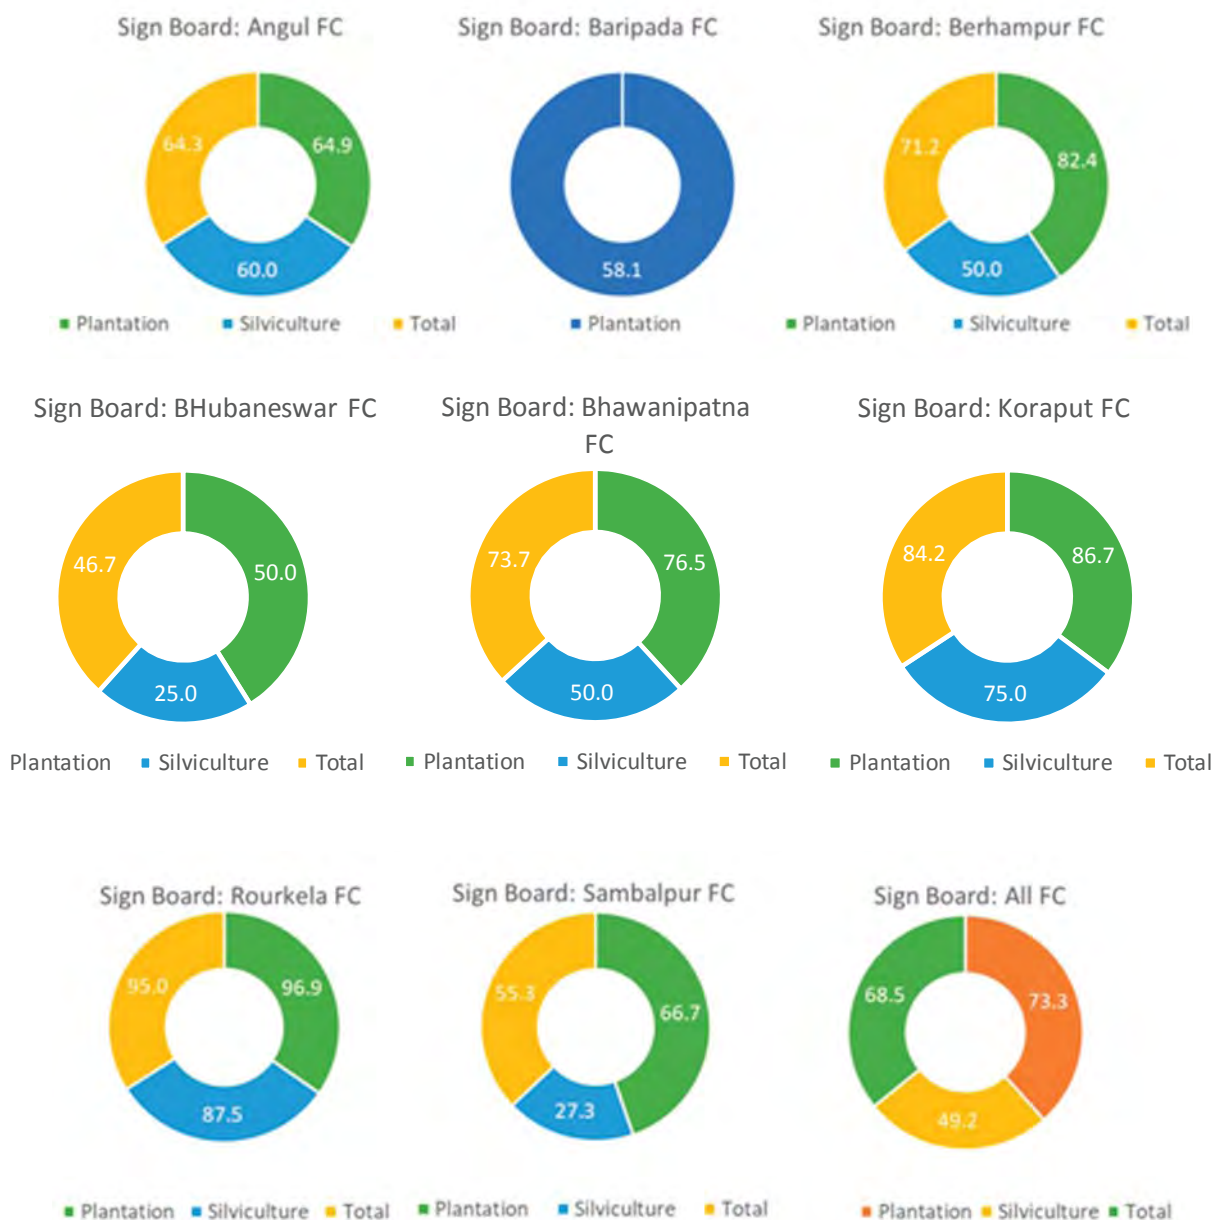 Sign Board: Angul FC
64.3
64.9
60.0
Plantation Silviculture Total
Sign Board: Baripada FC
58.1
Plantation
Sign Board: Berhampur FC
71.2
82.4
50.0
Plantation Silviculture Total
Sign Board: BHubaneswar FC
46.7
50.0
25.0
Plantation Silviculture Total
Sign Board: Bhawanipatna
FC
73.7
76.5
50.0
Plantation Silviculture Total
Sign Board: Koraput FC
84.2
86.7
75.0
Plantation Silviculture Total
Sign Board: Rourkela FC
95.0
96.9
87.5
Plantation Silviculture Total
Sign Board: Sambalpur FC
55.3
66.7
27.3
Plantation Silviculture Total
Sign Board: All FC
68.5
73.3
49.2
Plantation Silviculture Total